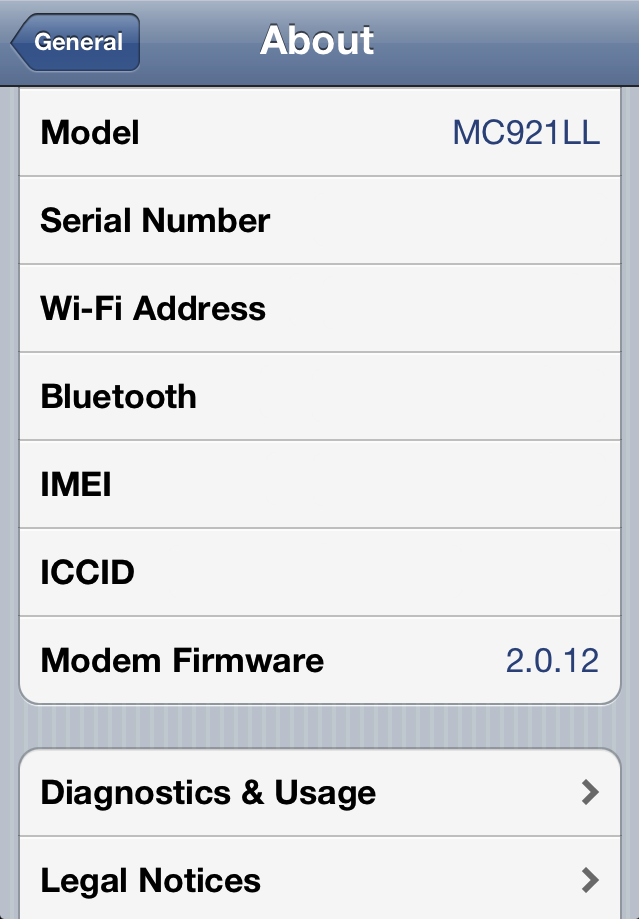 General
About
Model MC921LL
Serial Number
Wi-Fi Address
Bluetooth
IMEI
ICCID
Modem Firmware 2.0.12
Diagnostics & Usage
Legal Notices